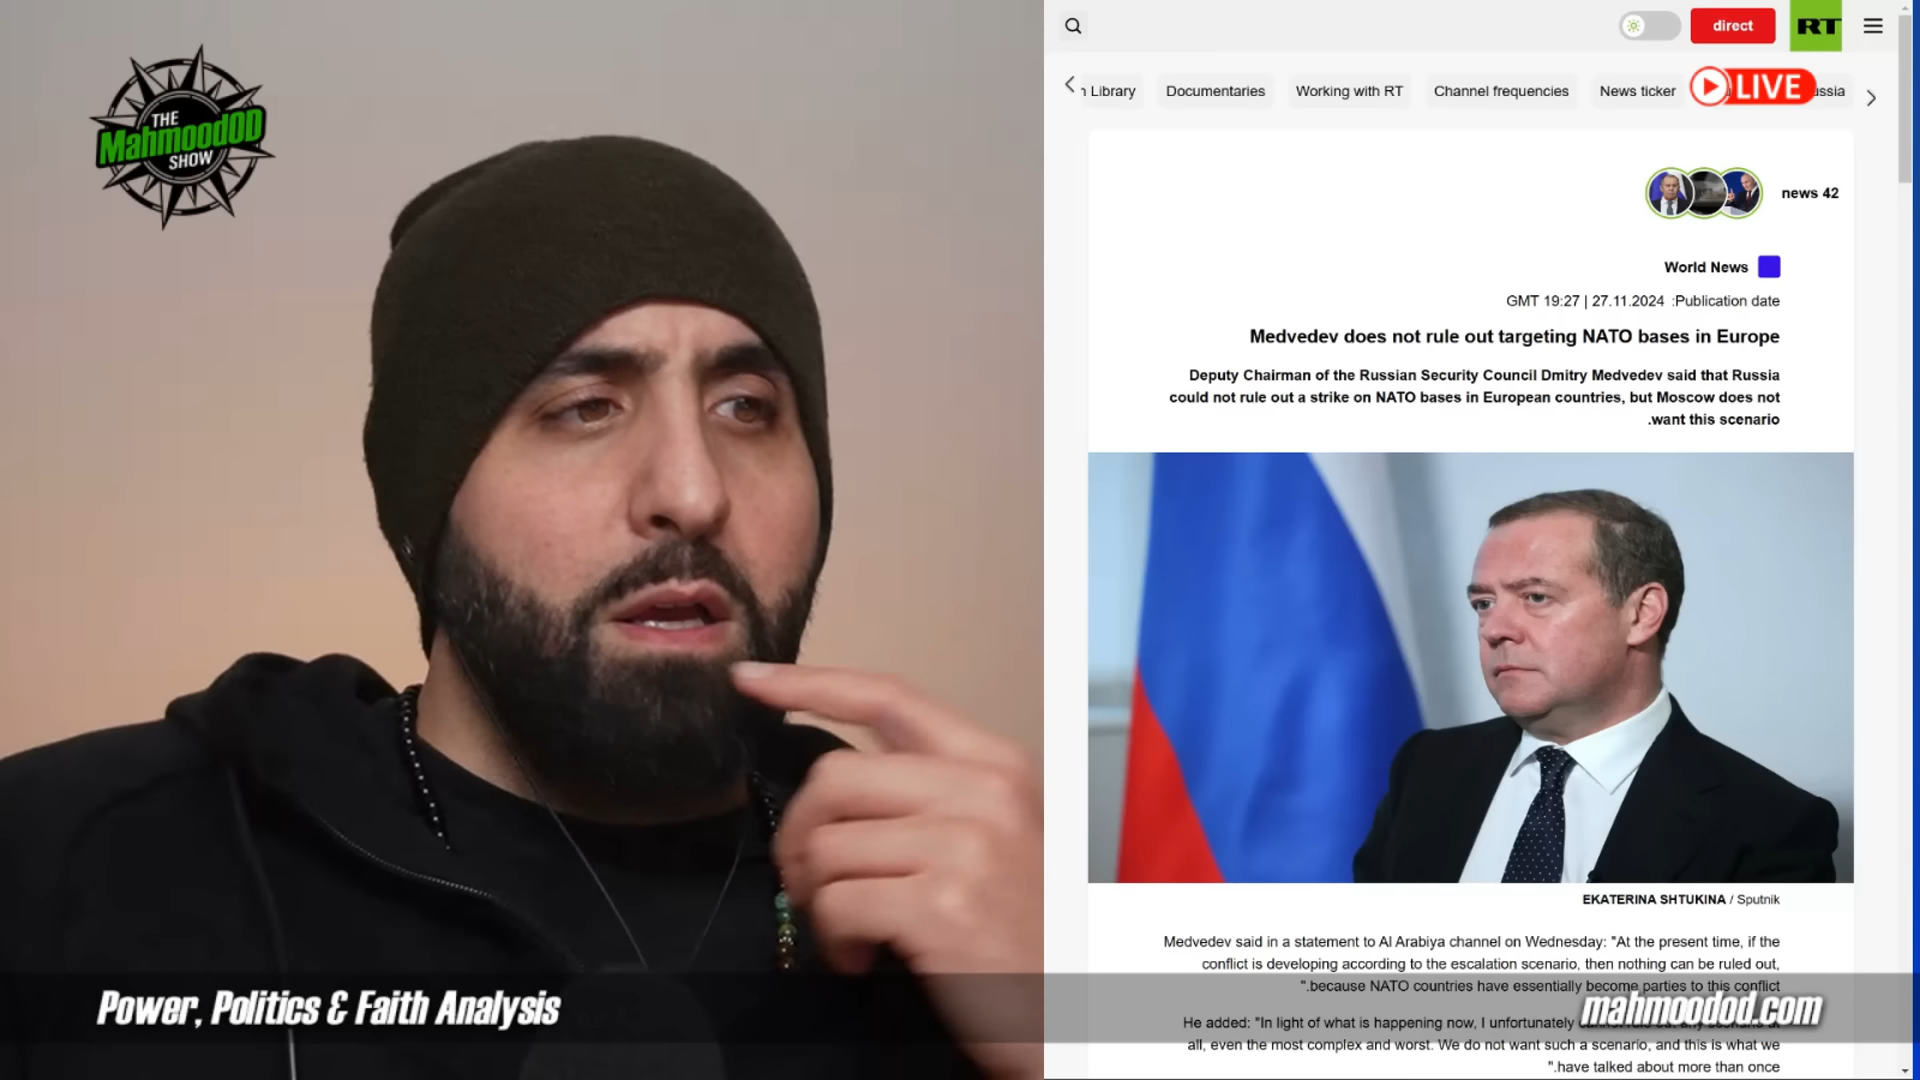 THE
MahmoodOD
SHOW
direct
RT
Library
Documentaries
Working with RT
Channel frequencies
News ticker
LIVE
news 42
World News
GMT 19:27 | 27.11.2024 :Publication date
Medvedev does not rule out targeting NATO bases in Europe
Deputy Chairman of the Russian Security Council Dmitry Medvedev said that Russia
could not rule out a strike on NATO bases in European countries, but Moscow does not
.want this scenario
EKATERINA SHTUKINA / Sputnik
Medvedev said in a statement to Al Arabiya channel on Wednesday: "At the present time, if the
conflict is developing according to the escalation scenario, then nothing can be ruled out,
".because NATO countries have essentially become parties to this conflict
He added: "In light of what is happening now, I unfortunately
all, even the most complex and worst. We do not want such a scenario, and this is what we
".have talked about more than once
Power, Politics & Faith Analysis
mahmoodod.com